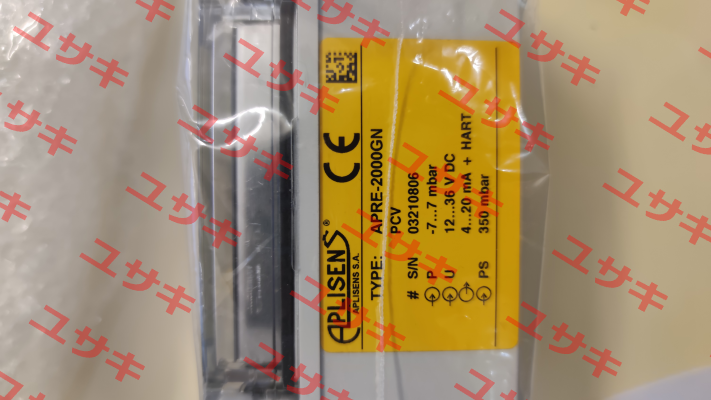 APLISENS®
APLISENS S.A.
CE
TYPE: APRE-2000GN
PCV
# S/N 03210806
P -7...7 mbar
U 12...36 V DC
4...20 mA + HART
PS 350 mbar
ユサキ